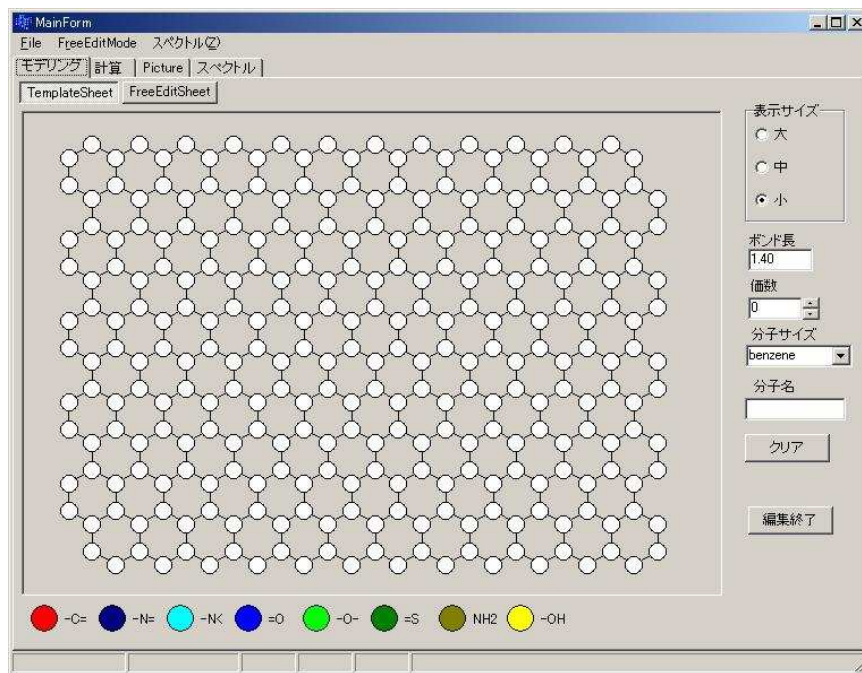 MainForm
File FreeEditMode スペクトル(Z)
モデリング 計算 Picture スペクトル
TemplateSheet FreeEditSheet
表示サイズ
大
中
小
ボンド長
1.40
価数
0
分子サイズ
benzene
分子名
クリア
編集終了
-C= -N= -N< =O -O- =S NH2 -OH